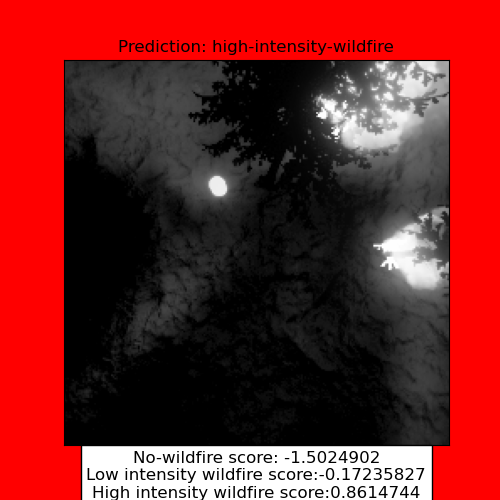 Prediction: high-intensity-wildfire
No-wildfire score: -1.5024902
Low intensity wildfire score:-0.17235827
High intensity wildfire score:0.8614744